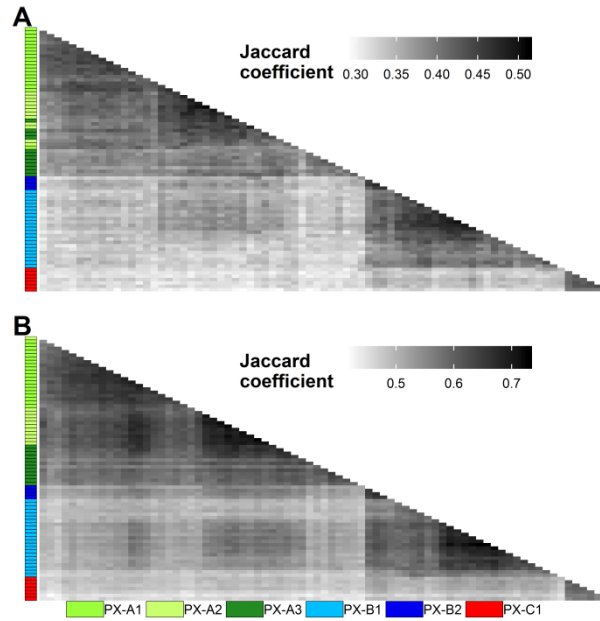 A
Jaccard
coefficient
0.30 0.35 0.40 0.45 0.50
B
Jaccard
coefficient
0.5 0.6 0.7
PX-A1 PX-A2 PX-A3 PX-B1 PX-B2 PX-C1